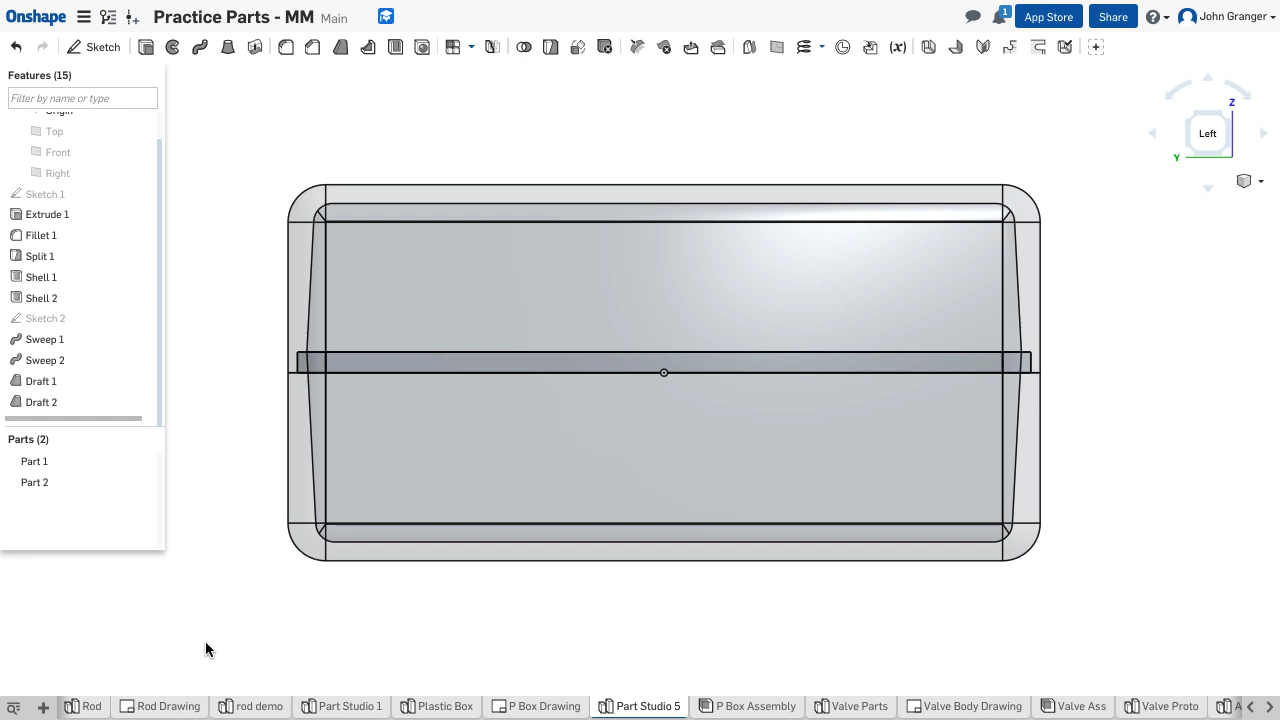 Onshape Practice Parts - MM Main 1 App Store Share John Granger
Sketch (x)
Features (15)
Filter by name or type
Origin
Top
Front
Right
Sketch 1
Extrude 1
Fillet 1
Split 1
Shell 1
Shell 2
Sketch 2
Sweep 1
Sweep 2
Draft 1
Draft 2
Parts (2)
Part 1
Part 2
Z
Left
Y
Rod Rod Drawing rod demo Part Studio 1 Plastic Box P Box Drawing Part Studio 5 P Box Assembly Valve Parts Valve Body Drawing Valve Ass Valve Proto